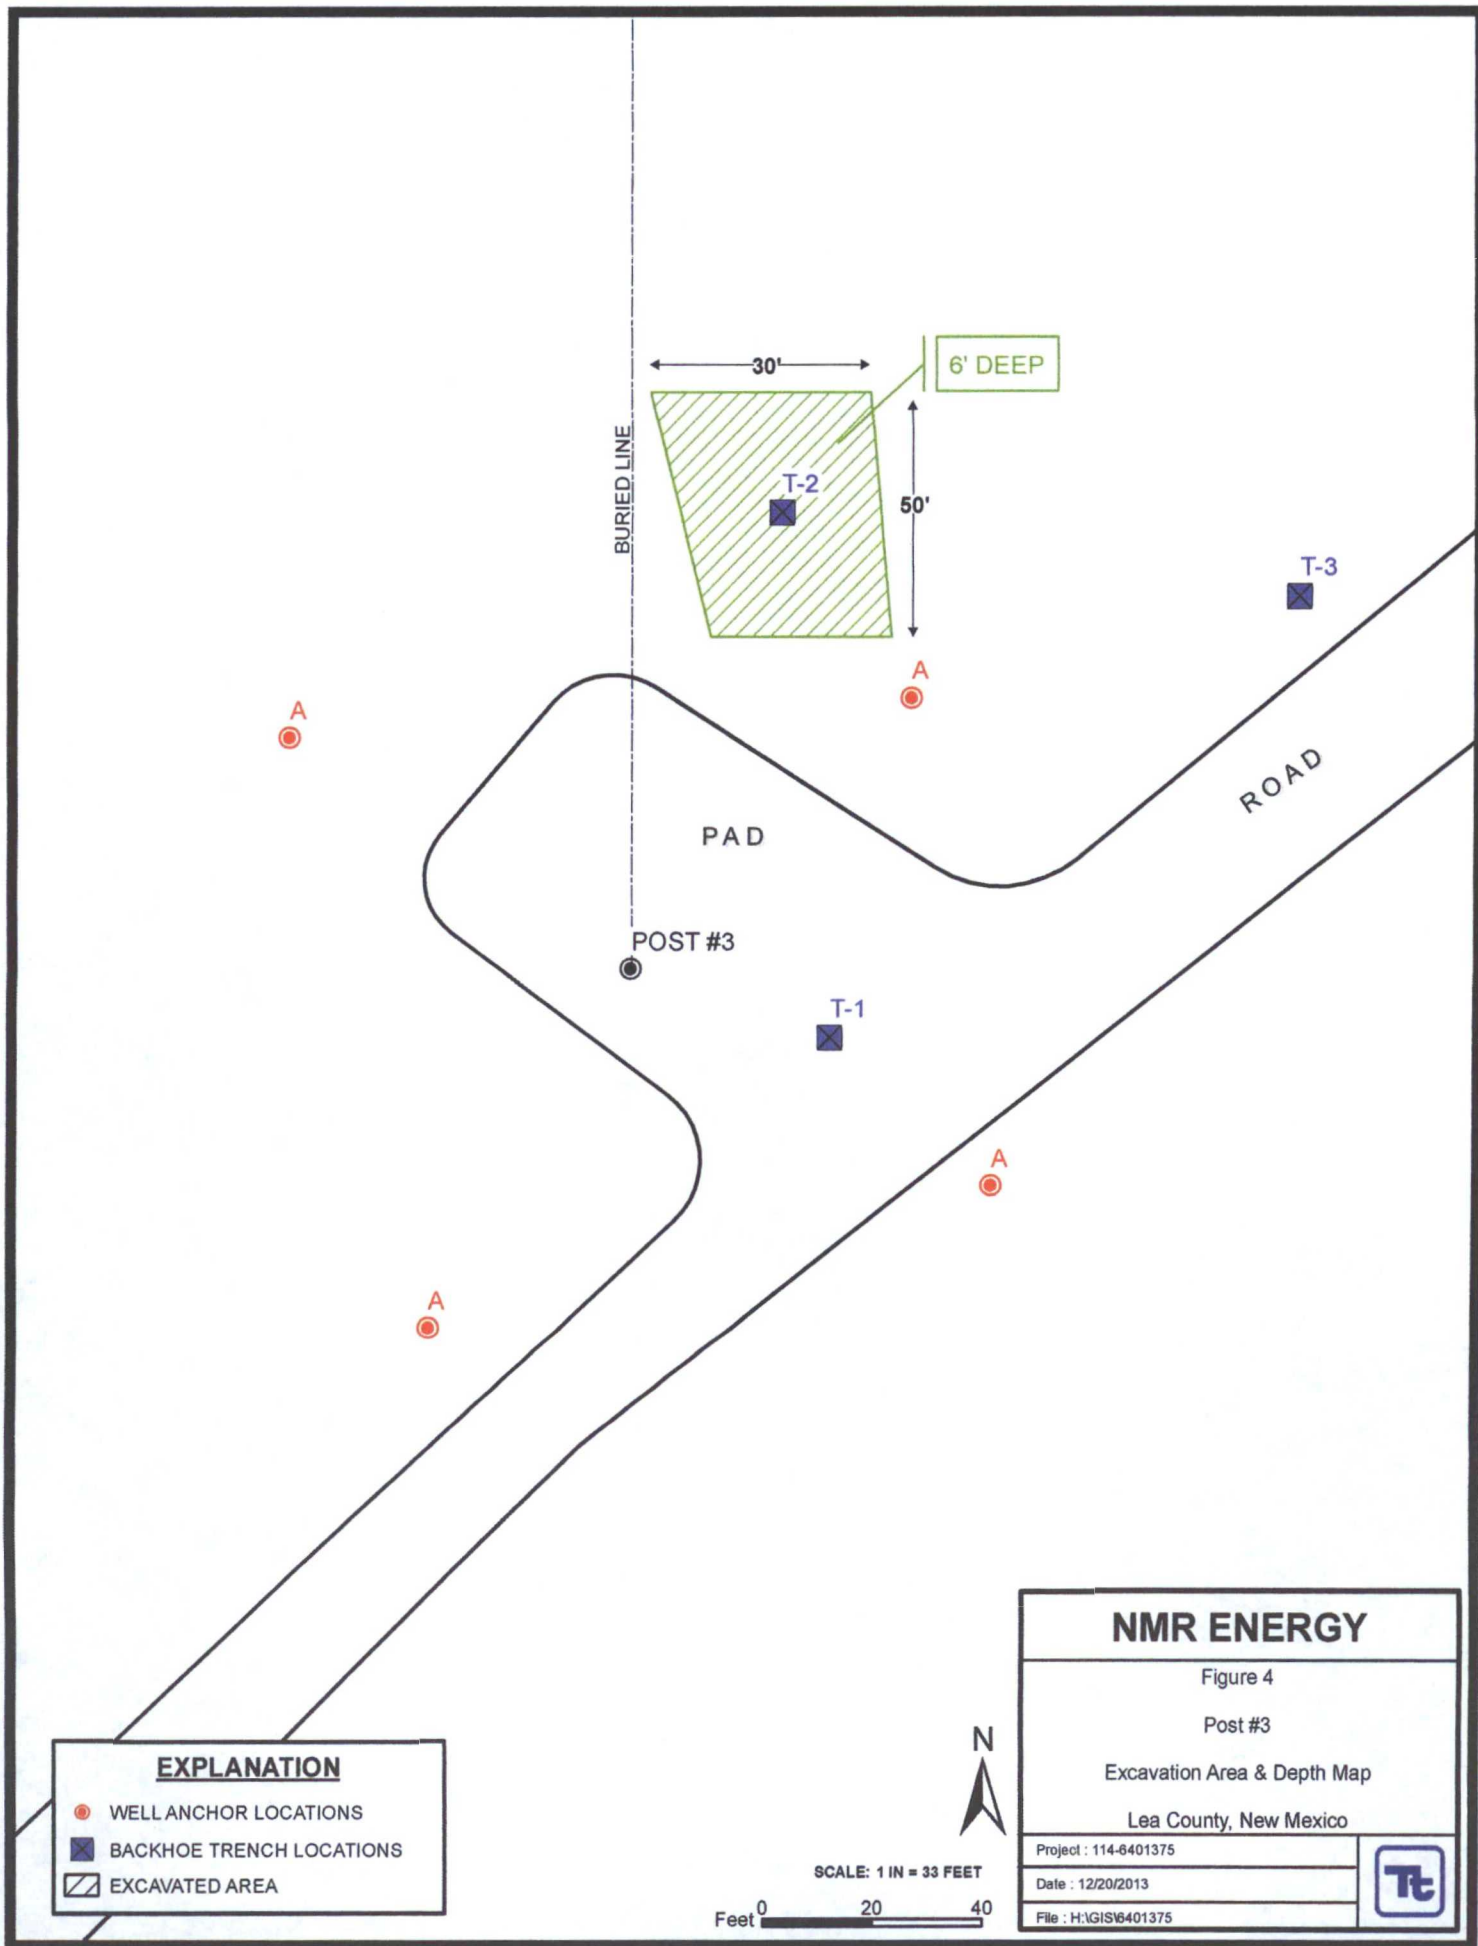 30'
6' DEEP
BURIED LINE
T-2
50'
T-3
A
A
ROAD
PAD
POST #3
T-1
A
A
NMR ENERGY
Figure 4
Post #3
Excavation Area & Depth Map
Lea County, New Mexico
Project : 114-6401375
Date : 12/20/2013
File : H:\GIS\6401375
Tt
N
SCALE: 1 IN = 33 FEET
Feet 0 20 40
EXPLANATION
WELL ANCHOR LOCATIONS
BACKHOE TRENCH LOCATIONS
EXCAVATED AREA